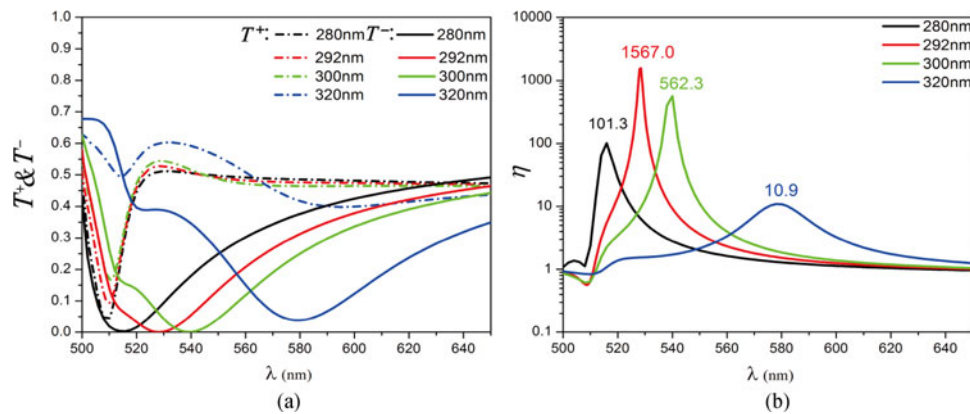 (a)
1.0
0.9
0.8
0.7
0.6
0.5
0.4
0.3
0.2
0.1
0.0
T+& T−
T+: 280nm T−: 280nm
292nm 292nm
300nm 300nm
320nm 320nm
500 520 540 560 580 600 620 640
λ (nm)
(a)
b)
10000
1000
100
10
1
0.1
η
1567.0
562.3
101.3
10.9
280nm
292nm
300nm
320nm
500 520 540 560 580 600 620 640
λ (nm)
(b)